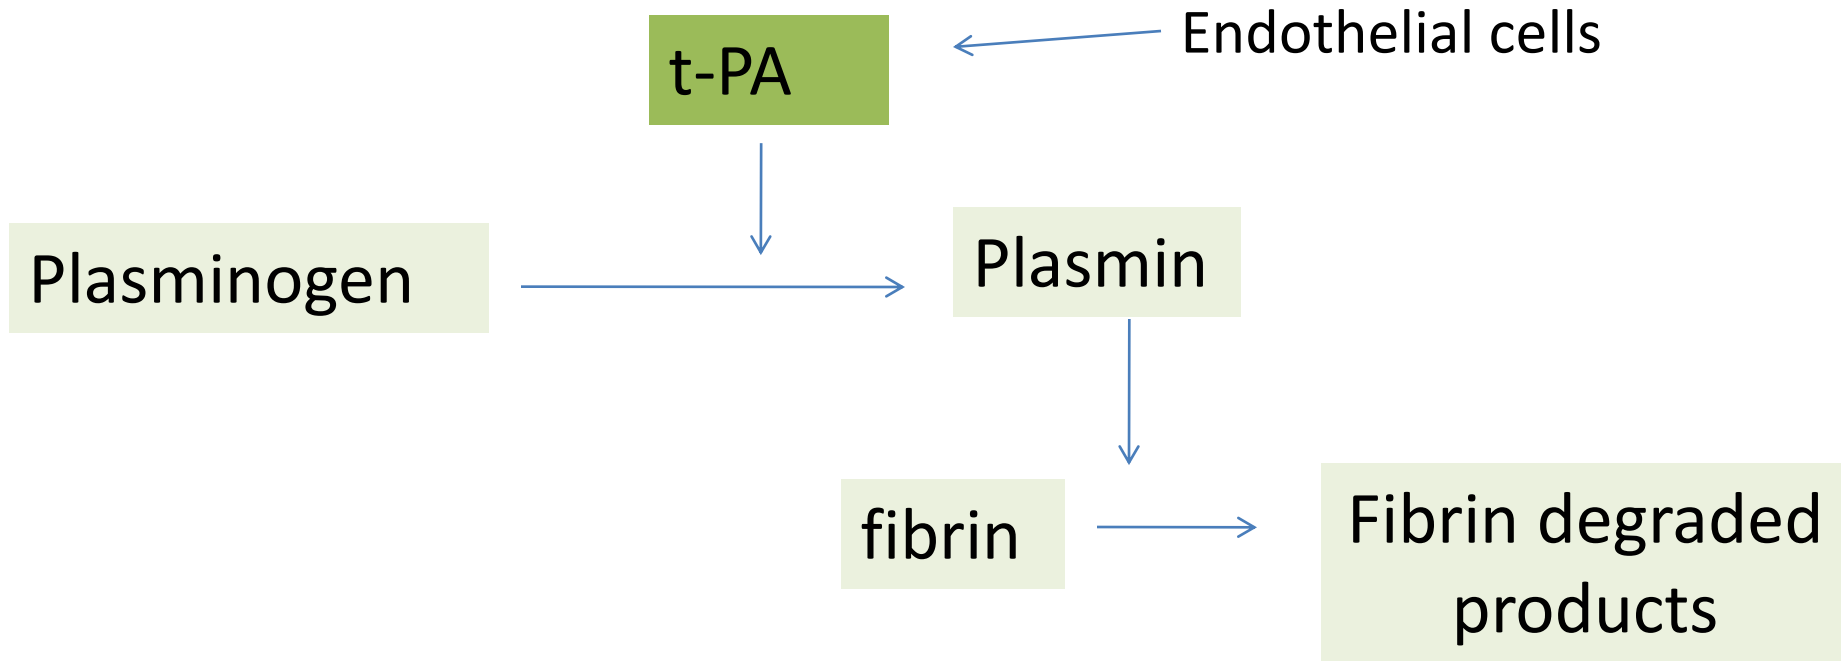 t-PA
Endothelial cells
Plasminogen
Plasmin
fibrin
Fibrin degraded
products